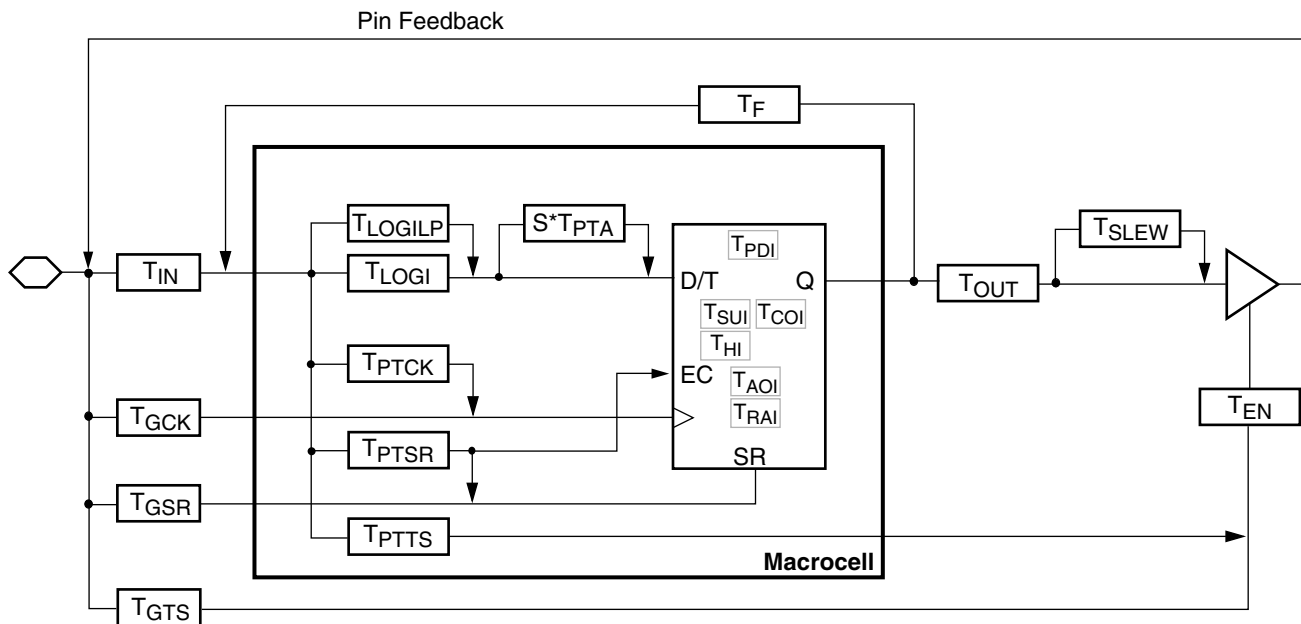 Pin Feedback
TF
TLOGILP
S*TPTA
TPDI
TSLEW
TIN
TLOGI
D/T
Q
TOUT
TSUI
TCOI
THI
TPTCK
EC
TAOI
TRAI
TEN
TGCK
TPTSR
SR
TGSR
TPTTS
Macrocell
TGTS